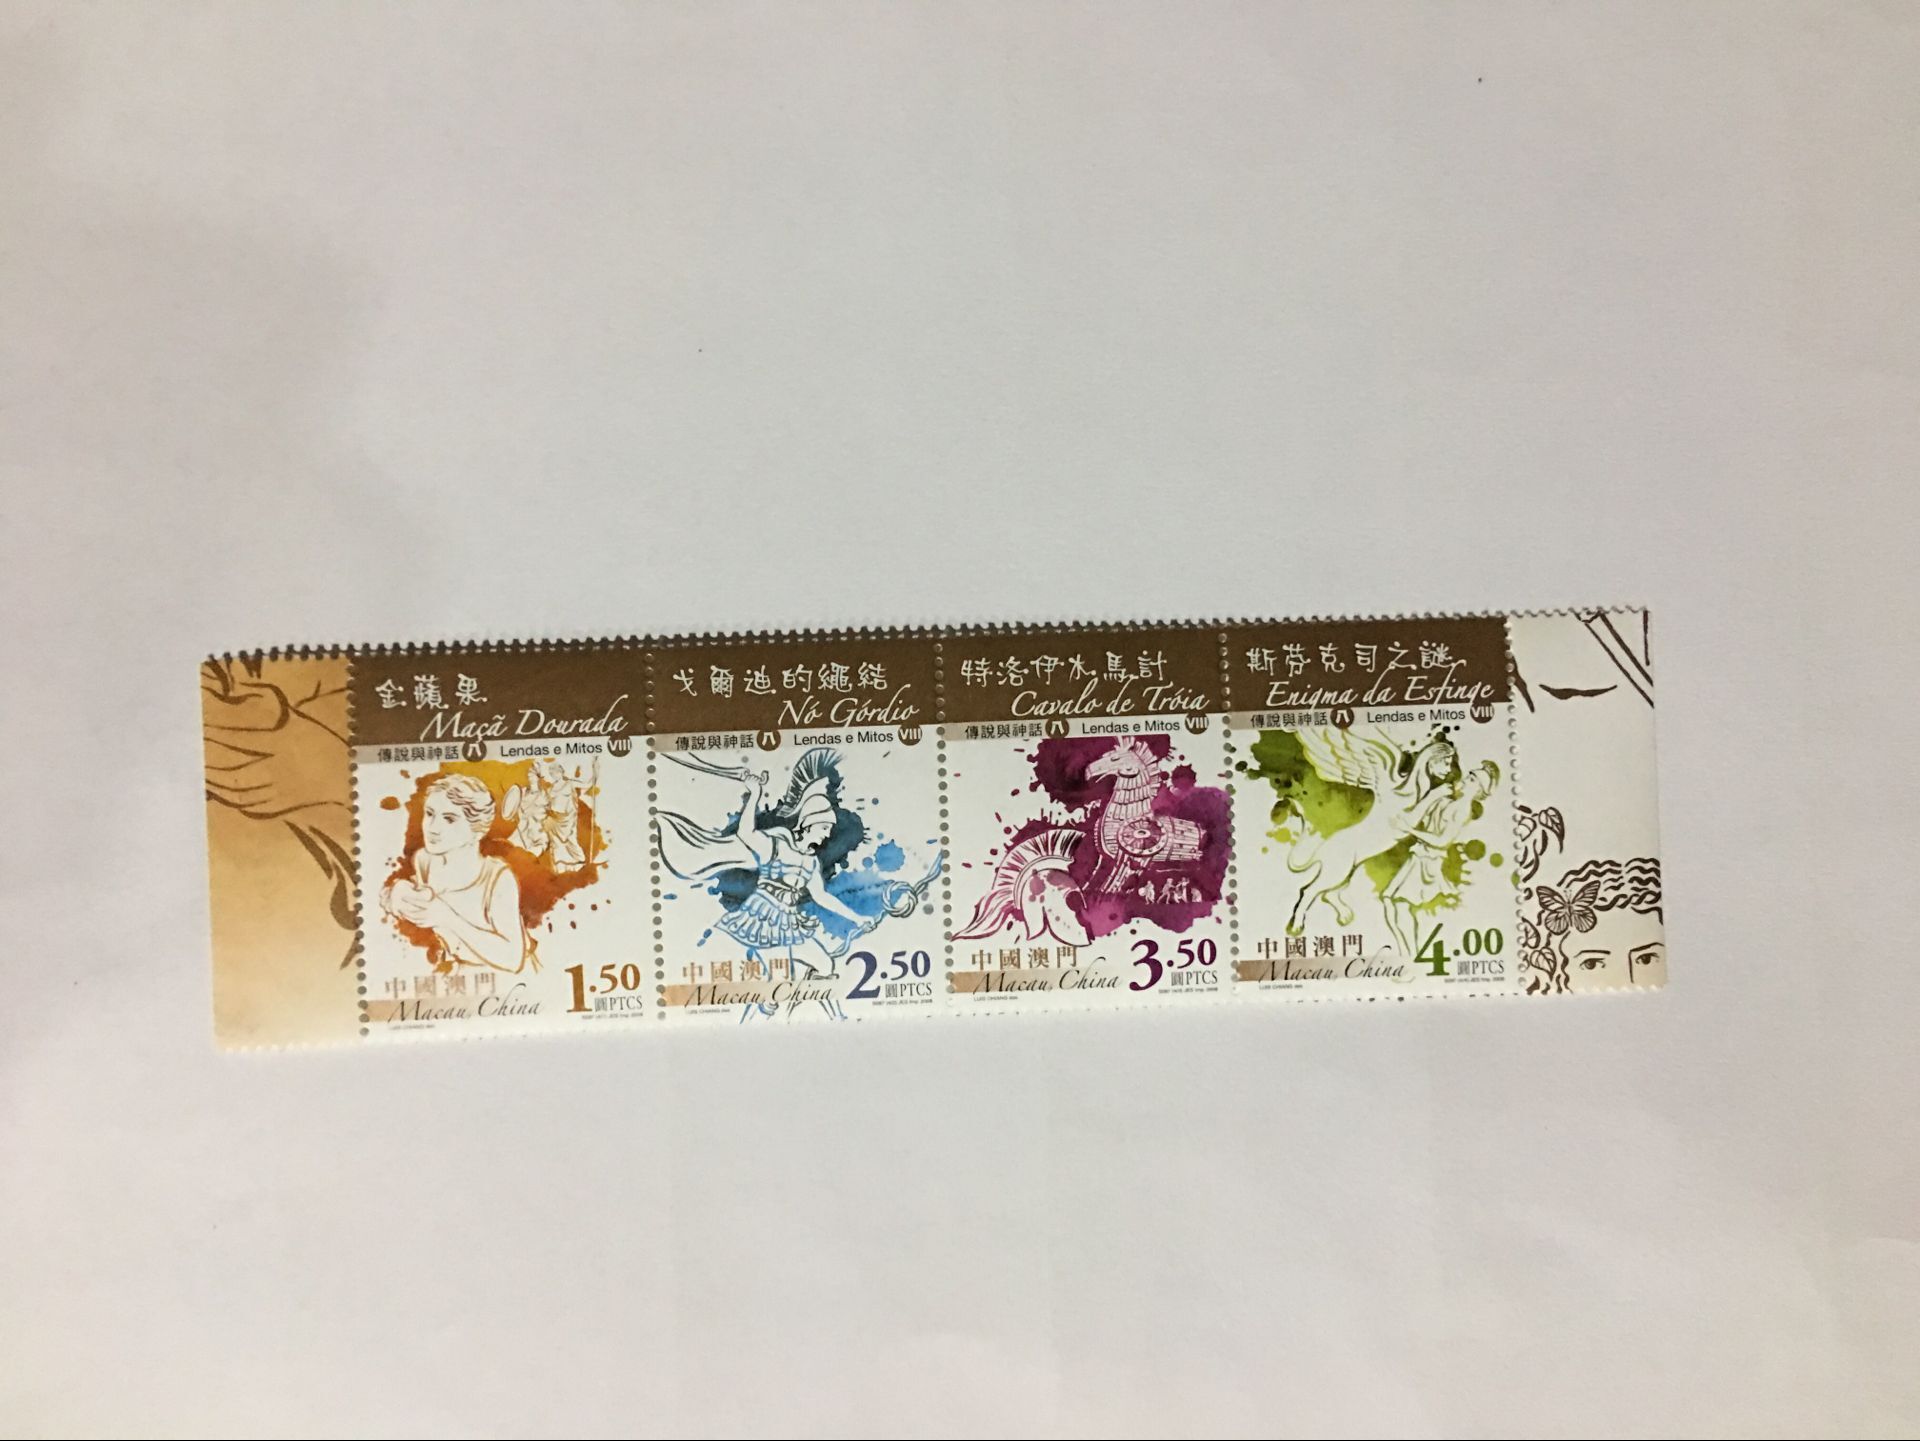 金蘋果
Maçã Dourada
傳說與神話 八 Lendas e Mitos VIII
中國澳門
Macau, China
1.50
圓PTCS
戈爾迪的繩結
Nó Górdio
傳說與神話 八 Lendas e Mitos VIII
中國澳門
Macau, China
2.50
圓PTCS
特洛伊木馬計
Cavalo de Tróia
傳說與神話 八 Lendas e Mitos VIII
中國澳門
Macau, China
3.50
圓PTCS
斯芬克司之謎
Enigma da Esfinge
傳說與神話 八 Lendas e Mitos VIII
中國澳門
Macau, China
4.00
圓PTCS